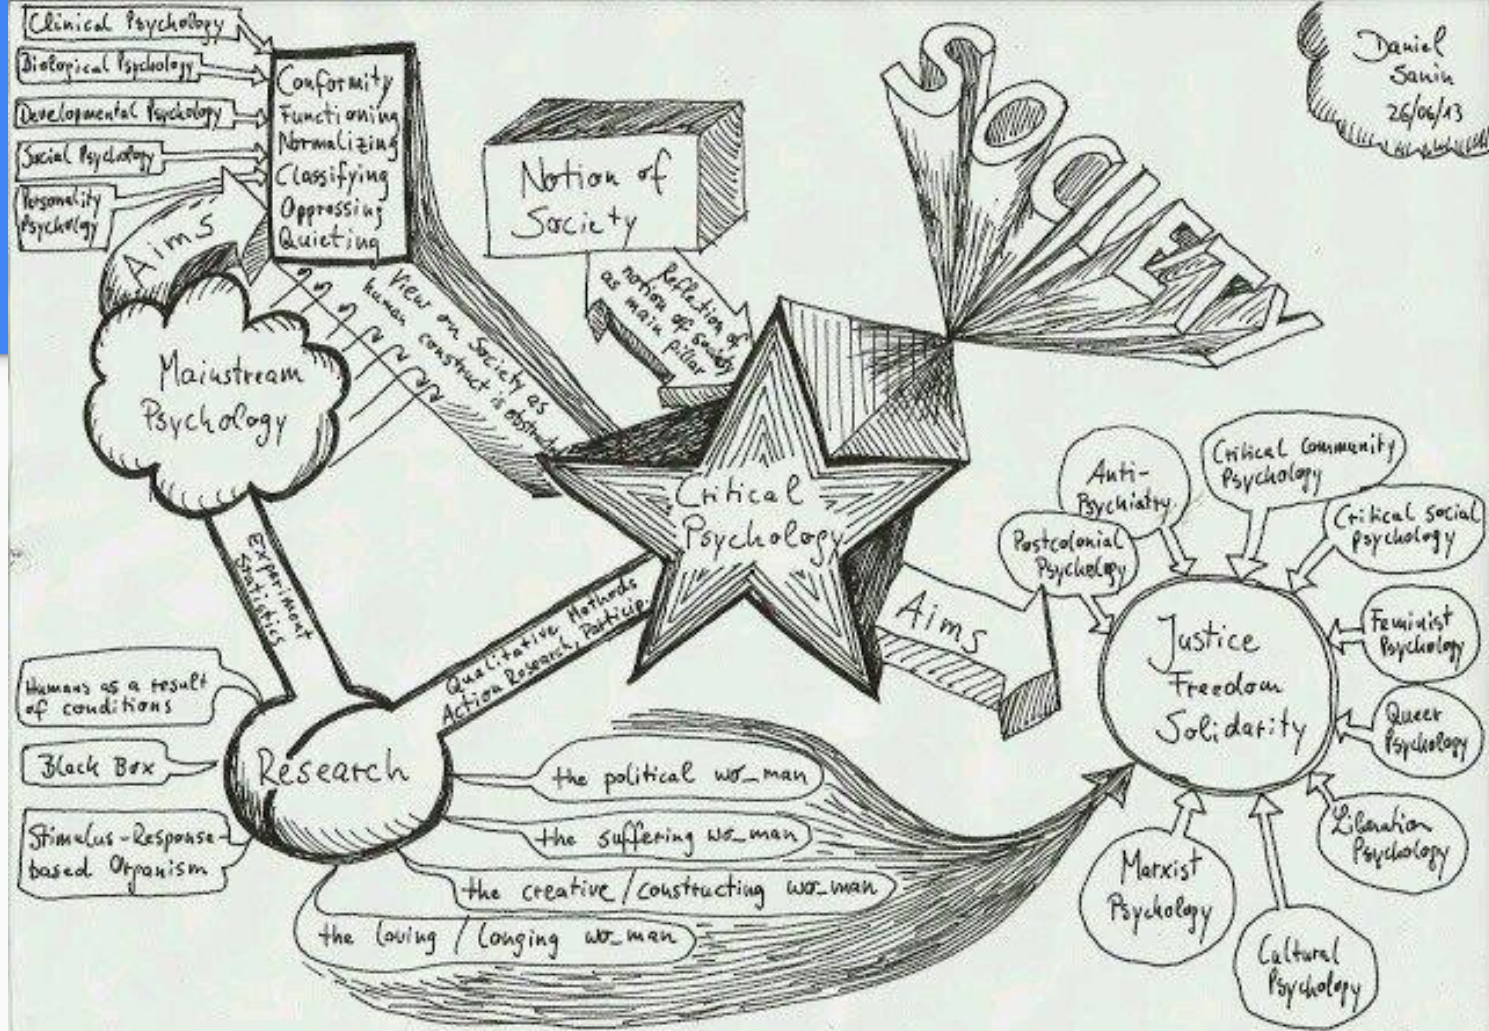 Clinical Psychology
Biological Psychology
Developmental Psychology
Social Psychology
Personality
Psychology
Conformity
Functioning
Normalizing
Classifying
Oppressing
Quieting
Aims
Mainstream
Psychology
View on Society as
human construct is obstructed
Notion of
Society
Reflection of
notion of society
as main
pillar
SOCIETY
Daniel
Sanin
26/06/13
Critical
Psychology
Experiment
Statistics
Qualitative Methods
Action Research, Particip.
Research
Humans as a result
of conditions
Black Box
Stimulus-Response-
based Organism
the political wo_man
the suffering wo_man
the creative/constructing wo_man
the loving / longing wo_man
Aims
Justice
Freedom
Solidarity
Postcolonial
Psychology
Anti-
Psychiatry
Critical Community
Psychology
Critical social
psychology
Feminist
Psychology
Queer
Psychology
Liberation
Psychology
Cultural
Psychology
Marxist
Psychology